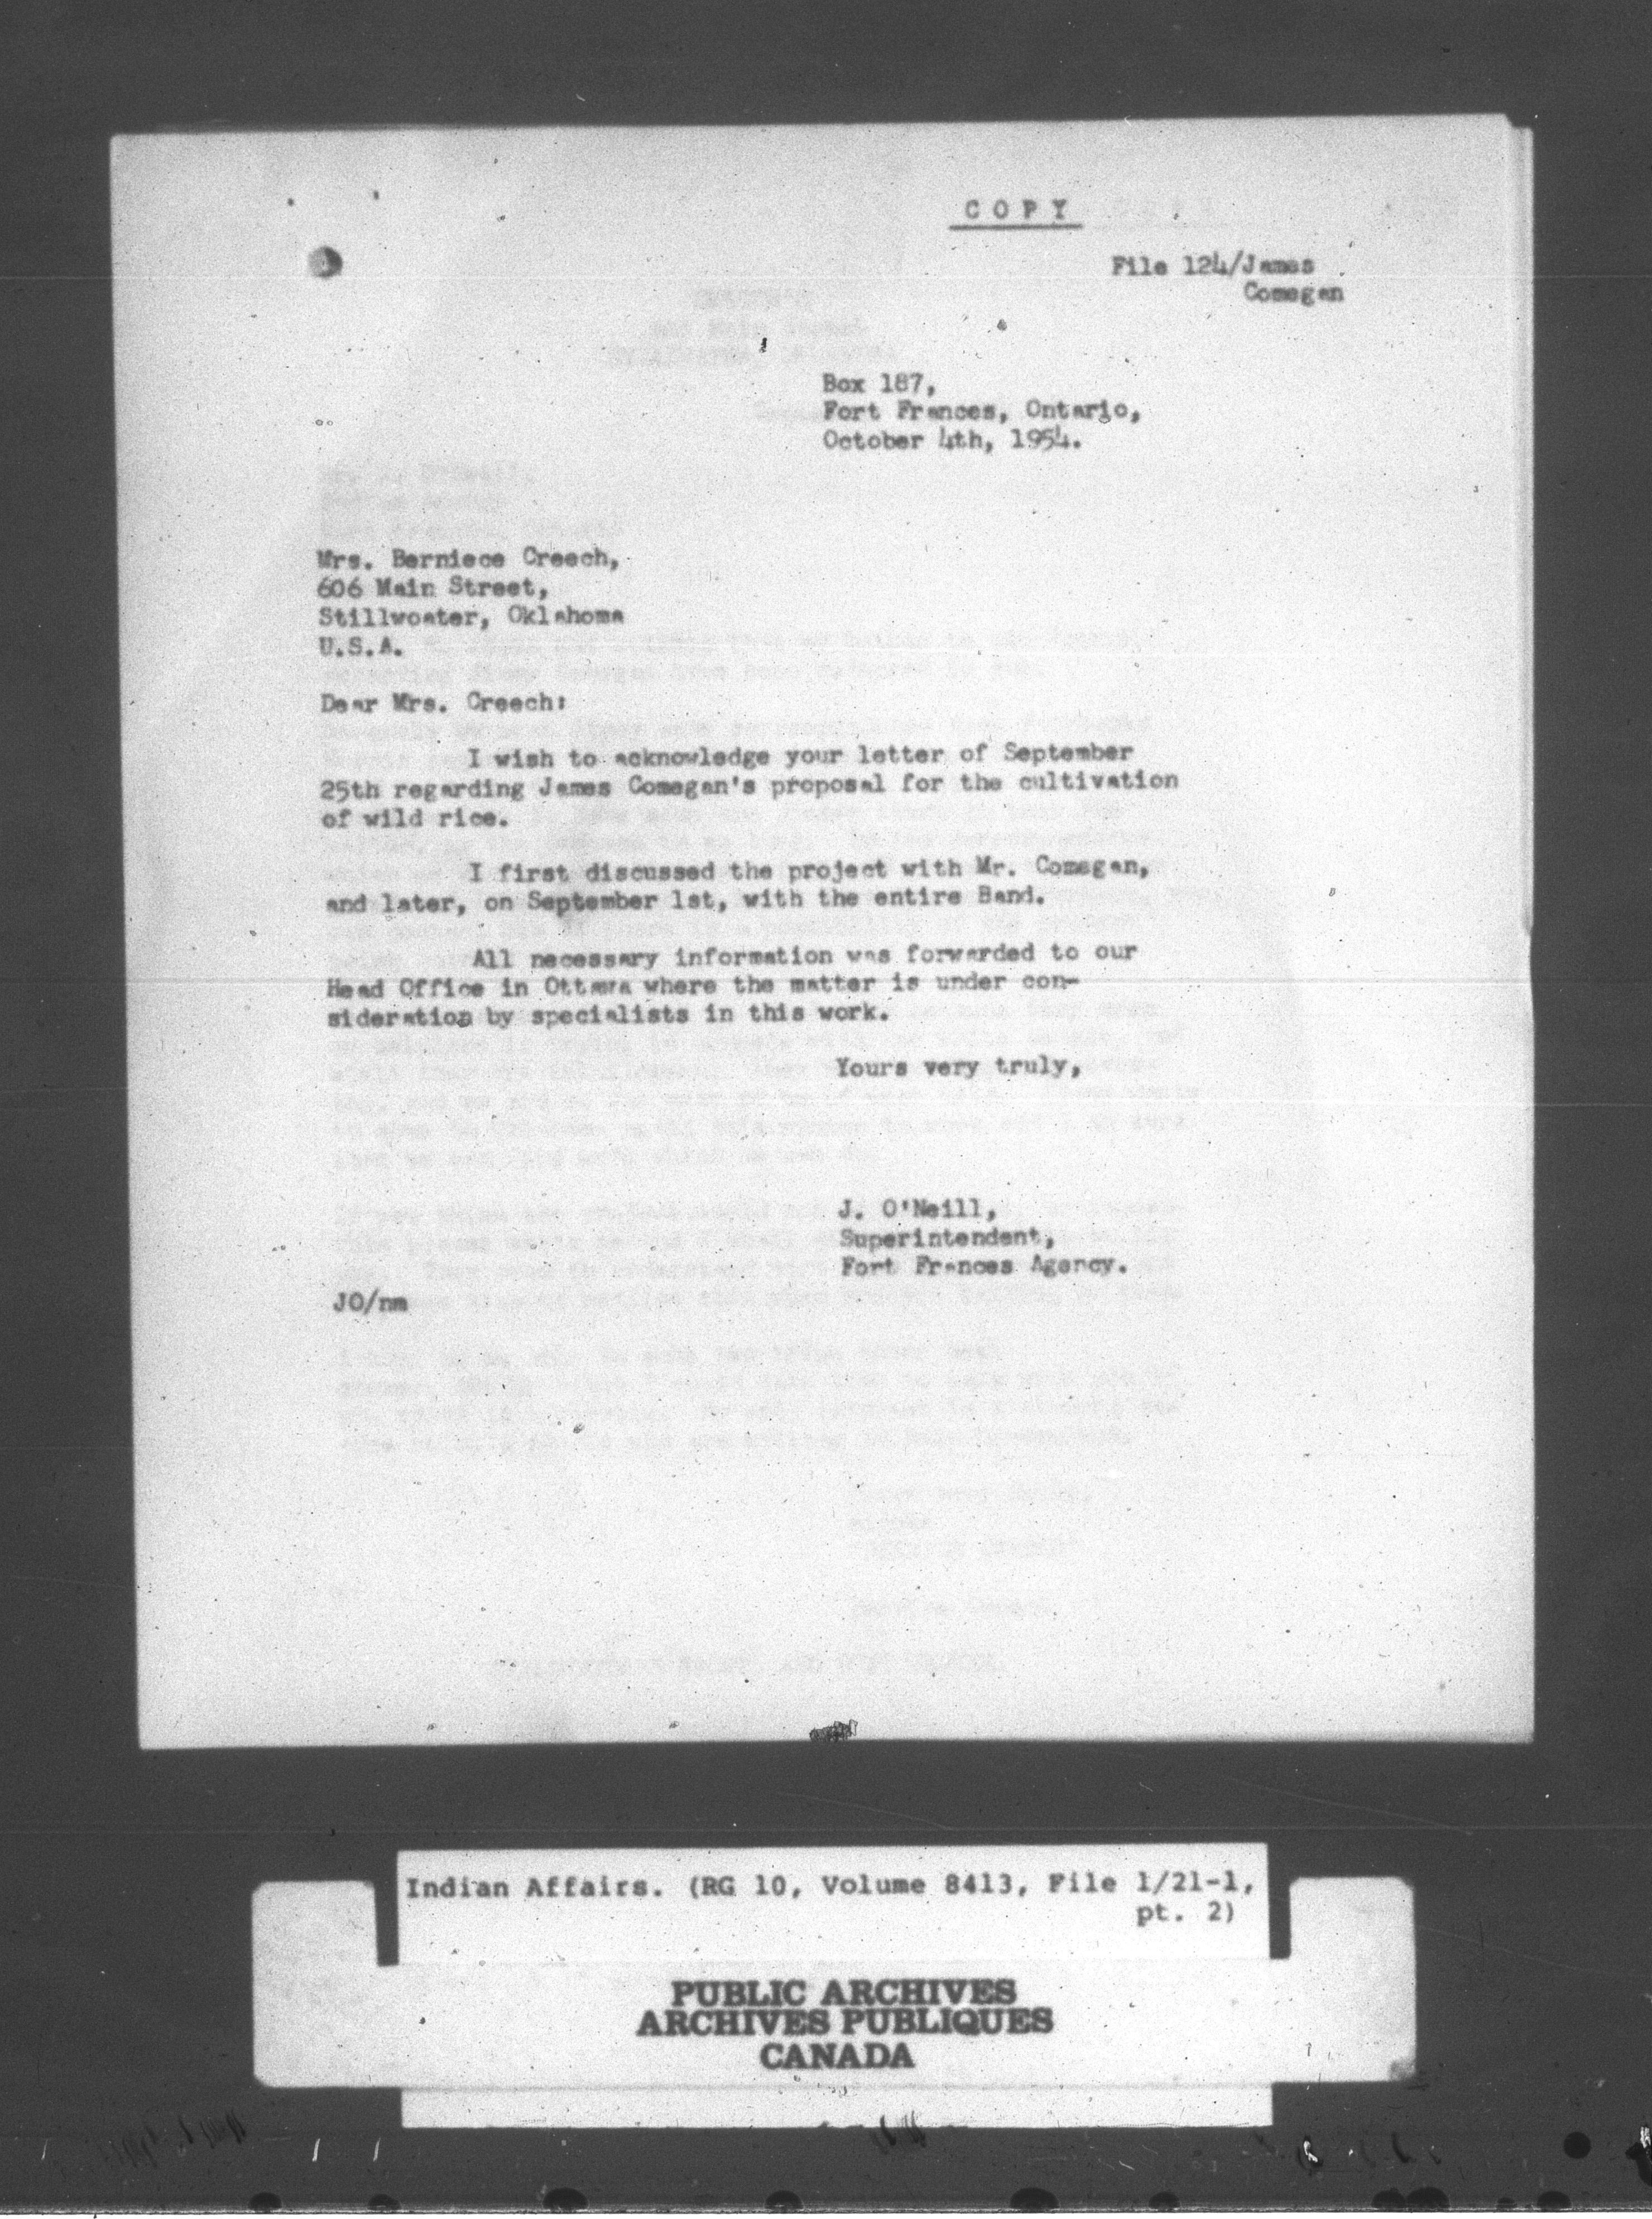 COPY
File 124/James
Comegan
Box 187,
Fort Frances, Ontario,
October 4th, 1954.
Mrs. Berniece Creech,
606 Main Street,
Stillwoater, Oklahoma
U.S.A.
Dear Mrs. Creech:
I wish to acknowledge your letter of September
25th regarding James Comegan's proposal for the cultivation
of wild rice.
I first discussed the project with Mr. Comegan,
and later, on September 1st, with the entire Band.
All necessary information was forwarded to our
Head Office in Ottawa where the matter is under con-
sideration by specialists in this work.
Yours very truly,
J. O'Neill,
Superintendent,
Fort Frances Agency.
JO/nm
Indian Affairs. (RG 10, Volume 8413, File 1/21-1,
pt. 2)
PUBLIC ARCHIVES
ARCHIVES PUBLIQUES
CANADA